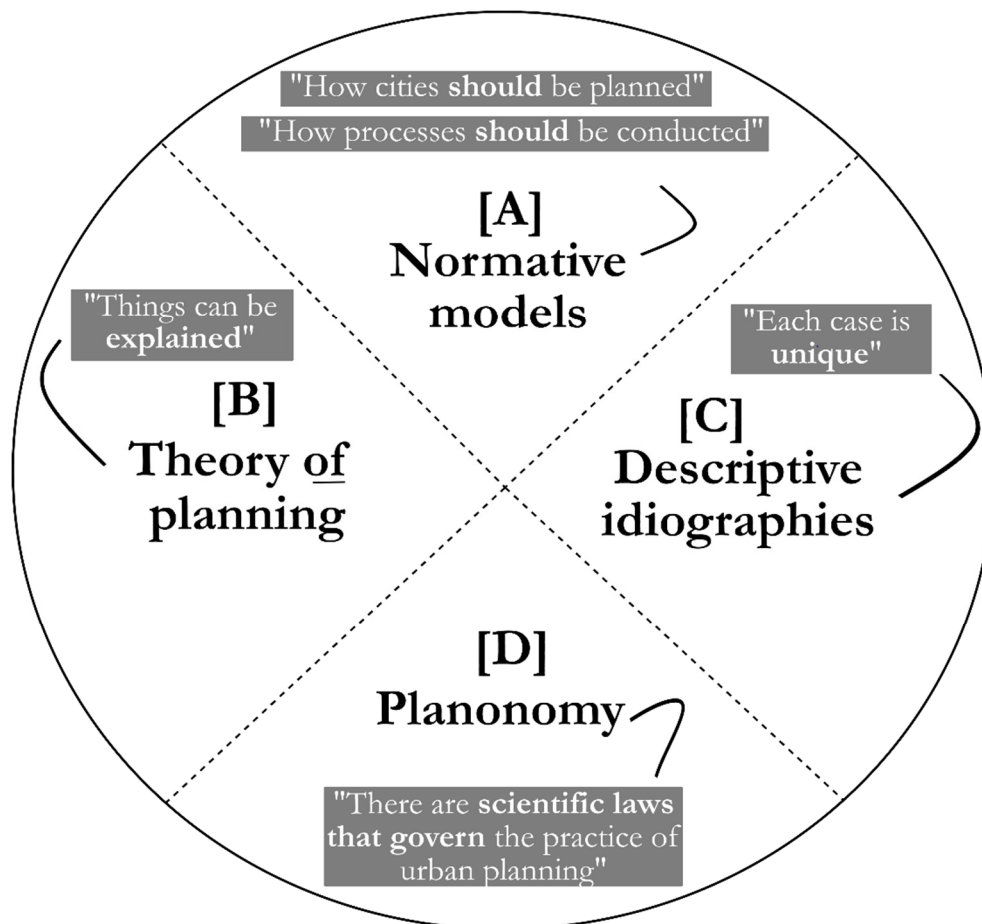 "How cities should be planned"
"How processes should be conducted"
[A]
Normative
models
"Things can be
explained"
[B]
Theory of
planning
"Each case is
unique"
[C]
Descriptive
idiographies
[D]
Planonomy
"There are scientific laws
that govern the practice of
urban planning"